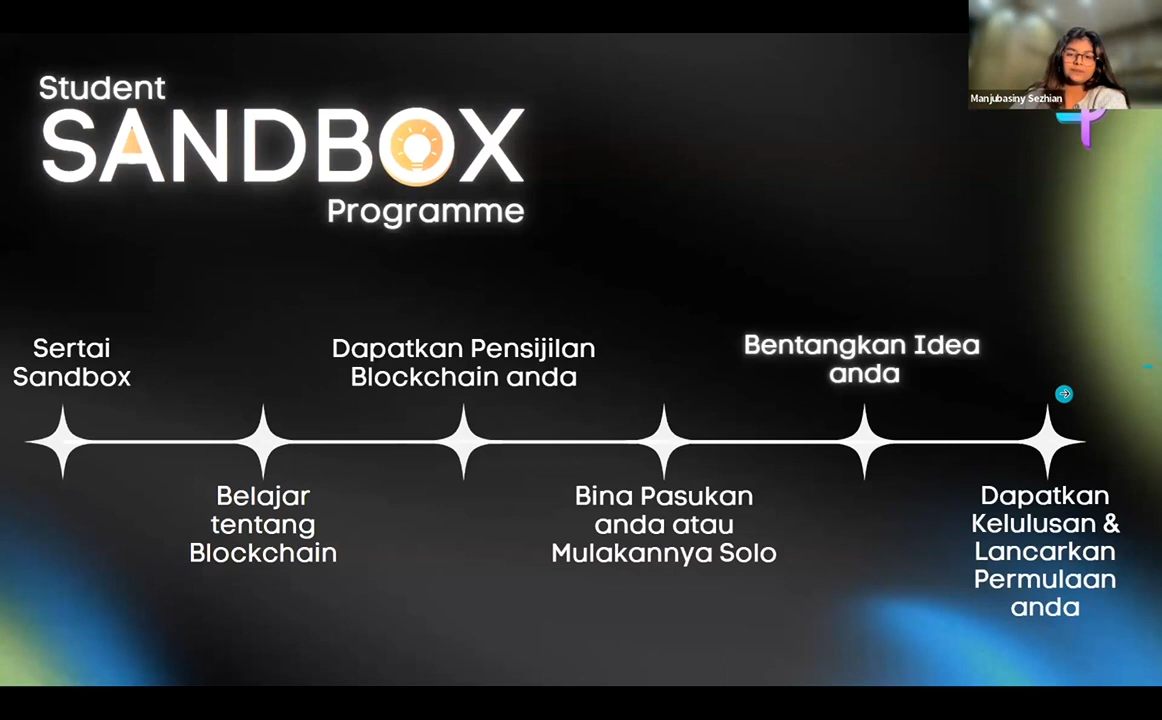 Student
SANDBOX
Programme
Manjubasiny Sezhian
Sertai
Sandbox
Belajar
tentang
Blockchain
Dapatkan Pensijilan
Blockchain anda
Bina Pasukan
anda atau
Mulakannya Solo
Bentangkan Idea
anda
Dapatkan
Kelulusan &
Lancarkan
Permulaan
anda